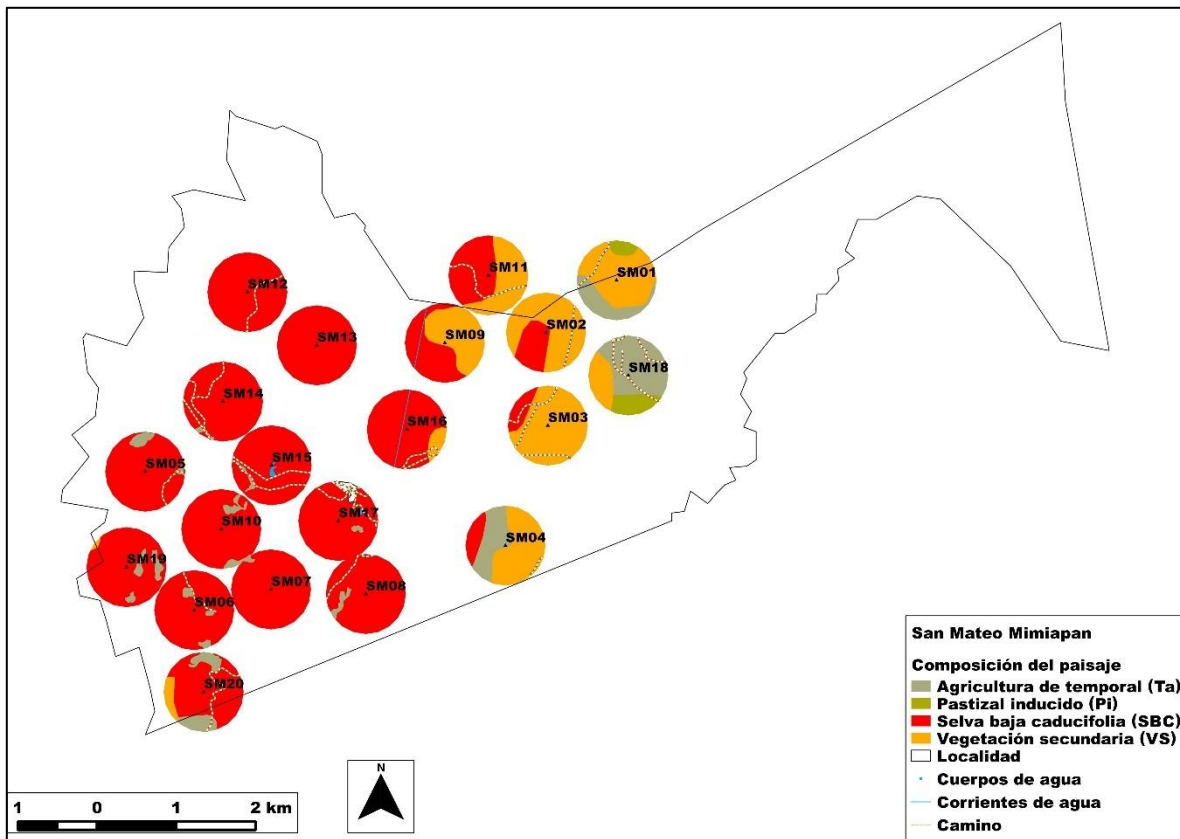 SM11
SM01
SM12
SM02
SM09
SM13
SM18
SM14
SM16
SM03
SM05
SM15
SM17
SM10
SM04
SM19
SM07
SM08
SM06
SM20
San Mateo Mimiapan
Composición del paisaje
Agricultura de temporal (Ta)
Pastizal inducido (Pi)
Selva baja caducifolia (SBC)
Vegetación secundaria (VS)
Localidad
Cuerpos de agua
Corrientes de agua
Camino
N
1 0 1 2 km